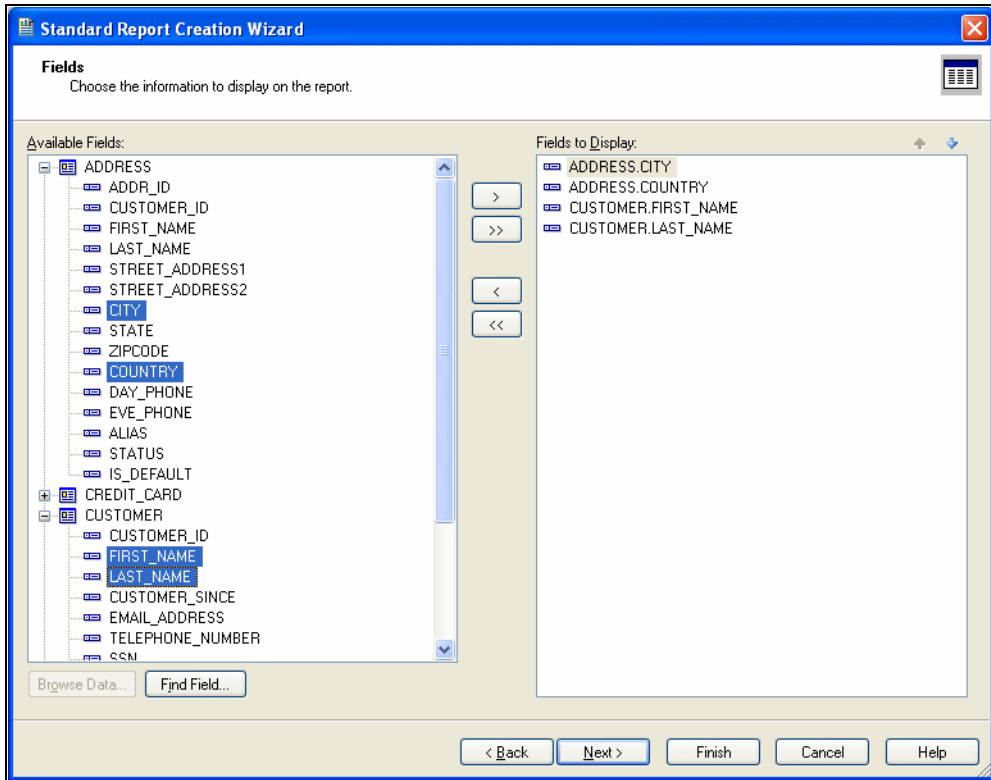 Standard Report Creation Wizard
Fields
Choose the information to display on the report.
Available Fields:
ADDRESS
ADDR_ID
CUSTOMER_ID
FIRST_NAME
LAST_NAME
STREET_ADDRESS1
STREET_ADDRESS2
CITY
STATE
ZIPCODE
COUNTRY
DAY_PHONE
EVE_PHONE
ALIAS
STATUS
IS_DEFAULT
CREDIT_CARD
CUSTOMER
CUSTOMER_ID
FIRST_NAME
LAST_NAME
CUSTOMER_SINCE
EMAIL_ADDRESS
TELEPHONE_NUMBER
SSN
Browse Data...
Find Field...
>
>>
<
<<
Fields to Display:
ADDRESS.CITY
ADDRESS.COUNTRY
CUSTOMER.FIRST_NAME
CUSTOMER.LAST_NAME
< Back
Next >
Finish
Cancel
Help